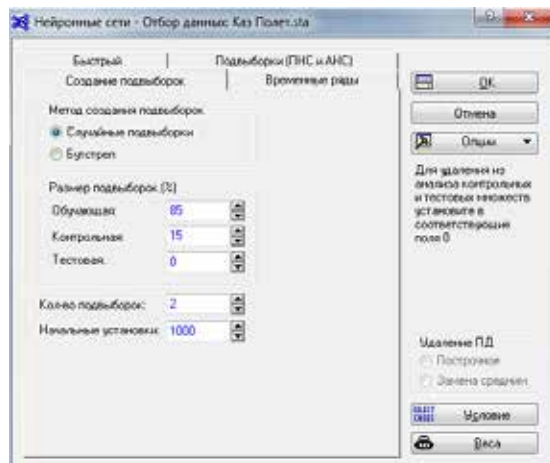 Нейронные сети - Отбор данных: Каз Полет.sta
Быстрый
Подвыборки (ПНС и АНС)
Создание подвыборок
Временные ряды
Метод создания подвыборок
Случайные подвыборки
Бутстреп
Размер подвыборок (%)
Обучающая: 85
Контрольная: 15
Тестовая: 0
Кол-во подвыборок: 2
Начальные установки: 1000
OK
Отмена
Опции
Для удаления из
анализа контрольных
и тестовых множеств
установите в
соответствующие
поля 0
Удаление ПД
Построчное
Замена средним
SELECT
CASES
Условие
Веса